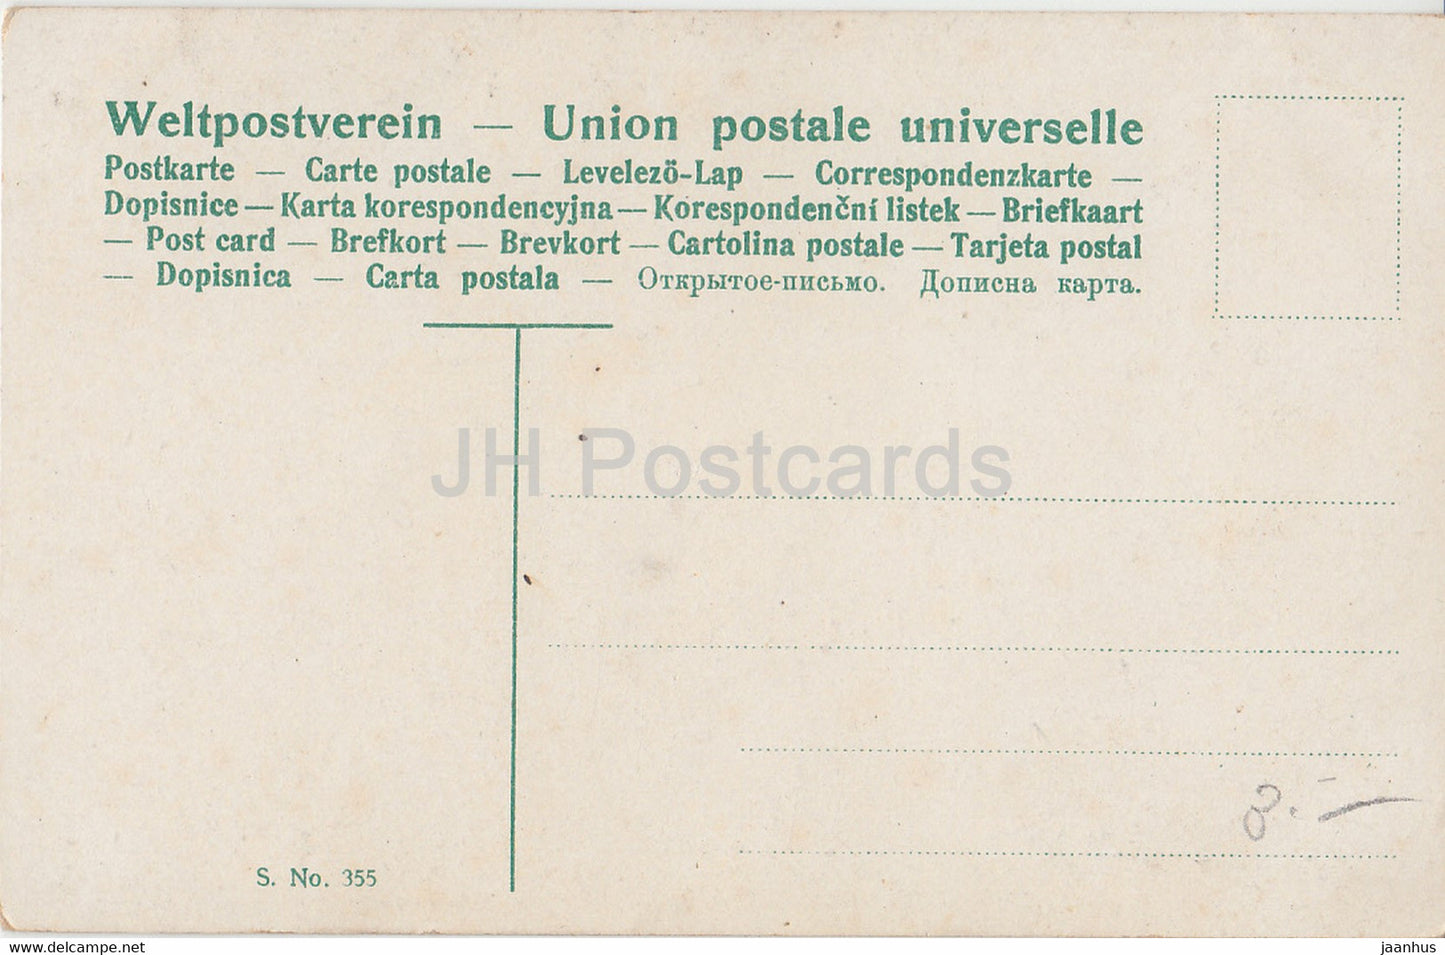 Weltpostverein — Union postale universelle
Postkarte — Carte postale — Levelező-Lap — Correspondenzkarte —
Dopisnice — Karta korespondencyjna — Korespondenční listek — Briefkaart
— Post card — Brefkort — Brevkort — Cartolina postale — Tarjeta postal
— Dopisnica — Carta postala — Открытое-письмо. Дописна карта.
JH Postcards
8.–
S. No. 355
www.delcampe.net
jaanhus